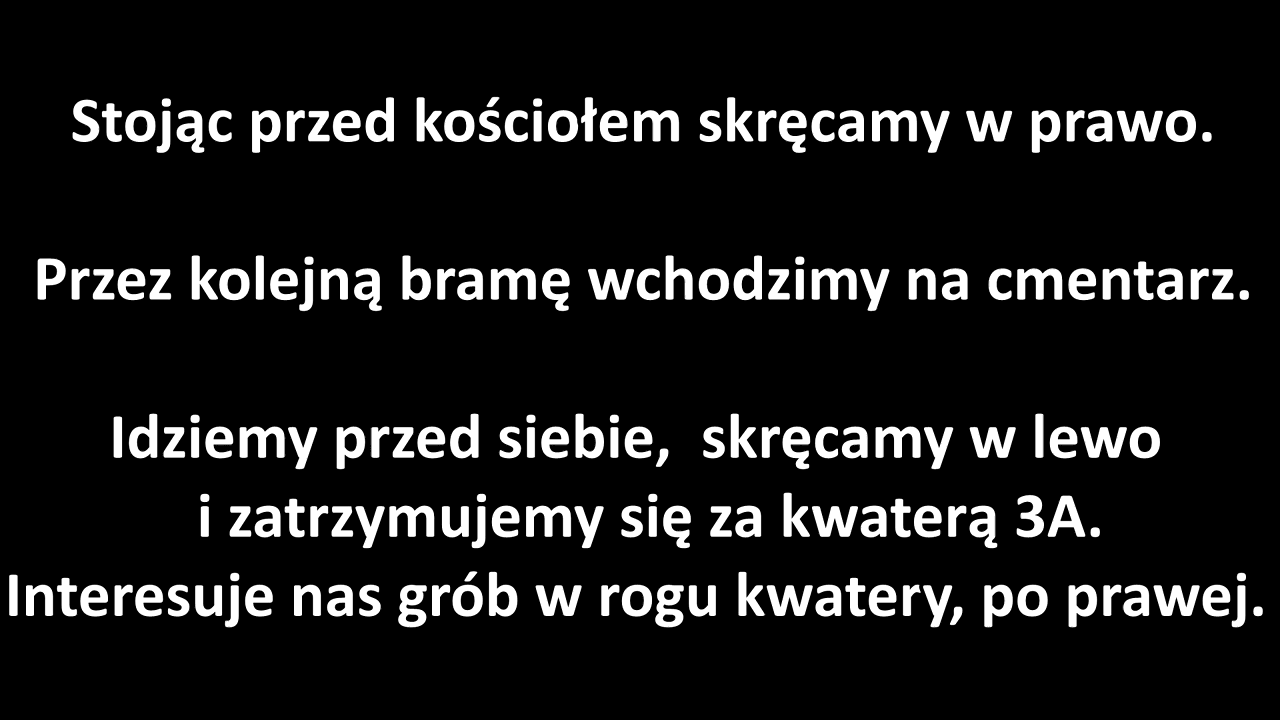 Stojąc przed kościołem skręcamy w prawo.
Przez kolejną bramę wchodzimy na cmentarz.
Idziemy przed siebie,  skręcamy w lewo
i zatrzymujemy się za kwaterą 3A.
Interesuje nas grób w rogu kwatery, po prawej.